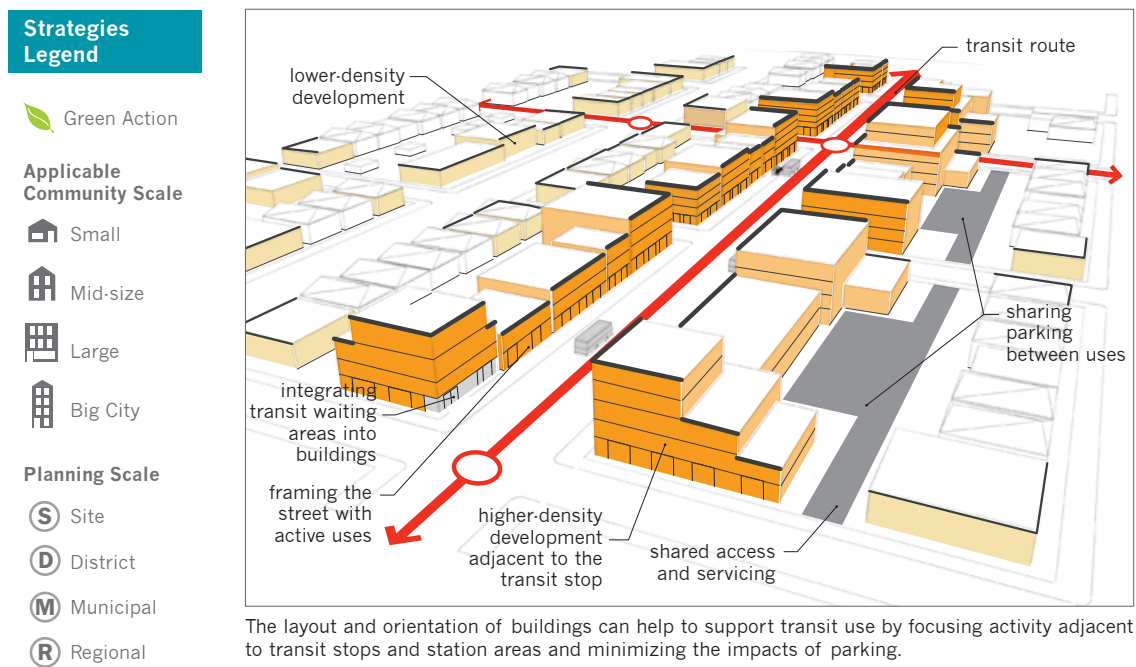 Strategies
Legend
Green Action
Applicable
Community Scale
Small
Mid-size
Large
Big City
Planning Scale
S Site
D District
M Municipal
R Regional
transit route
lower-density
development
sharing
parking
between uses
integrating
transit waiting
areas into
buildings
framing the
street with
active uses
higher-density
development
adjacent to the
transit stop
shared access
and servicing
The layout and orientation of buildings can help to support transit use by focusing activity adjacent
to transit stops and station areas and minimizing the impacts of parking.